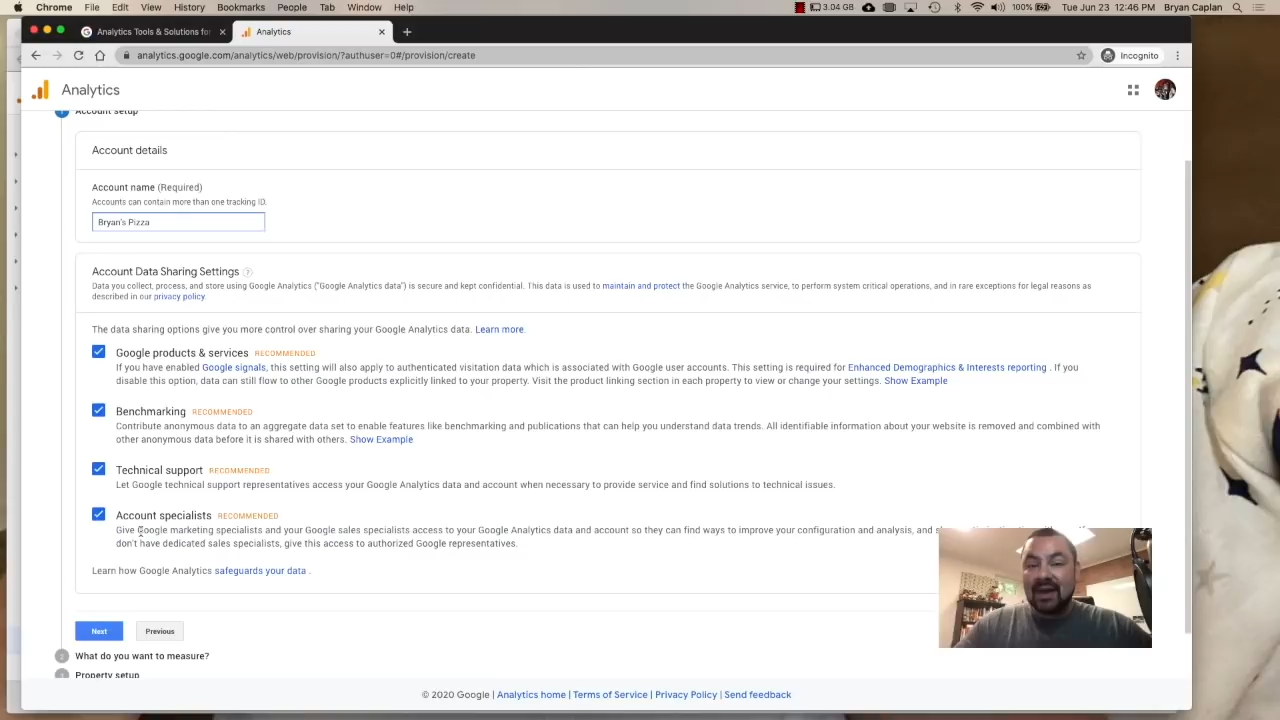 Chrome File Edit View History Bookmarks People Tab Window Help 3.04 GB 100% Tue Jun 23 12:46 PM Bryan Caplan
Analytics Tools & Solutions for Analytics
analytics.google.com/analytics/web/provision/?authuser=0#/provision/create Incognito
Analytics
1 Account setup
Account details
Account name (Required)
Accounts can contain more than one tracking ID.
Bryan's Pizza
Account Data Sharing Settings ?
Data you collect, process, and store using Google Analytics ("Google Analytics data") is secure and kept confidential. This data is used to maintain and protect the Google Analytics service, to perform system critical operations, and in rare exceptions for legal reasons as
described in our privacy policy.
The data sharing options give you more control over sharing your Google Analytics data. Learn more.
Google products & services RECOMMENDED
If you have enabled Google signals, this setting will also apply to authenticated visitation data which is associated with Google user accounts. This setting is required for Enhanced Demographics & Interests reporting . If you
disable this option, data can still flow to other Google products explicitly linked to your property. Visit the product linking section in each property to view or change your settings. Show Example
Benchmarking RECOMMENDED
Contribute anonymous data to an aggregate data set to enable features like benchmarking and publications that can help you understand data trends. All identifiable information about your website is removed and combined with
other anonymous data before it is shared with others. Show Example
Technical support RECOMMENDED
Let Google technical support representatives access your Google Analytics data and account when necessary to provide service and find solutions to technical issues.
Account specialists RECOMMENDED
Give Google marketing specialists and your Google sales specialists access to your Google Analytics data and account so they can find ways to improve your configuration and analysis, and
don't have dedicated sales specialists, give this access to authorized Google representatives.
Learn how Google Analytics safeguards your data .
Next Previous
2 What do you want to measure?
3 Property setup
© 2020 Google | Analytics home | Terms of Service | Privacy Policy | Send feedback